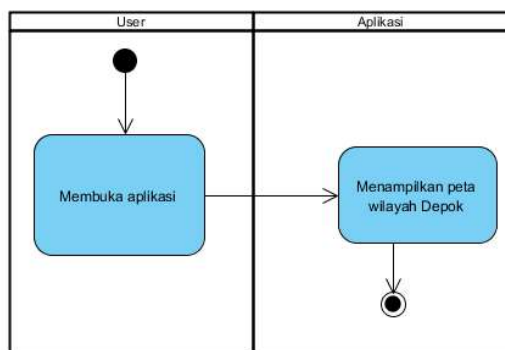 User
Aplikasi
Membuka aplikasi
Menampilkan peta
wilayah Depok